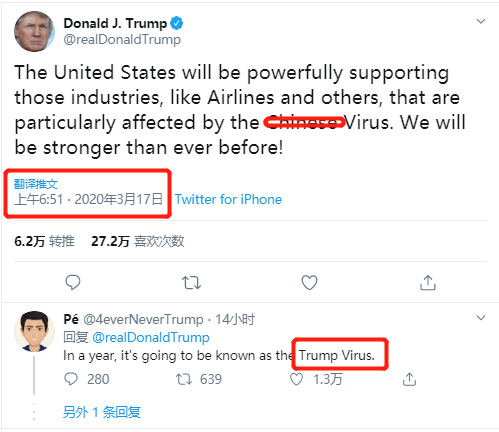 Donald J. Trump
@realDonaldTrump
The United States will be powerfully supporting
those industries, like Airlines and others, that are
particularly affected by the Chinese Virus. We will
be stronger than ever before!
翻译推文
上午6:51 · 2020年3月17日 Twitter for iPhone
6.2万 转推 27.2万 喜欢次数
Pé @4everNeverTrump · 14小时
回复 @realDonaldTrump
In a year, it's going to be known as the Trump Virus.
280 639 1.3万
另外 1 条回复